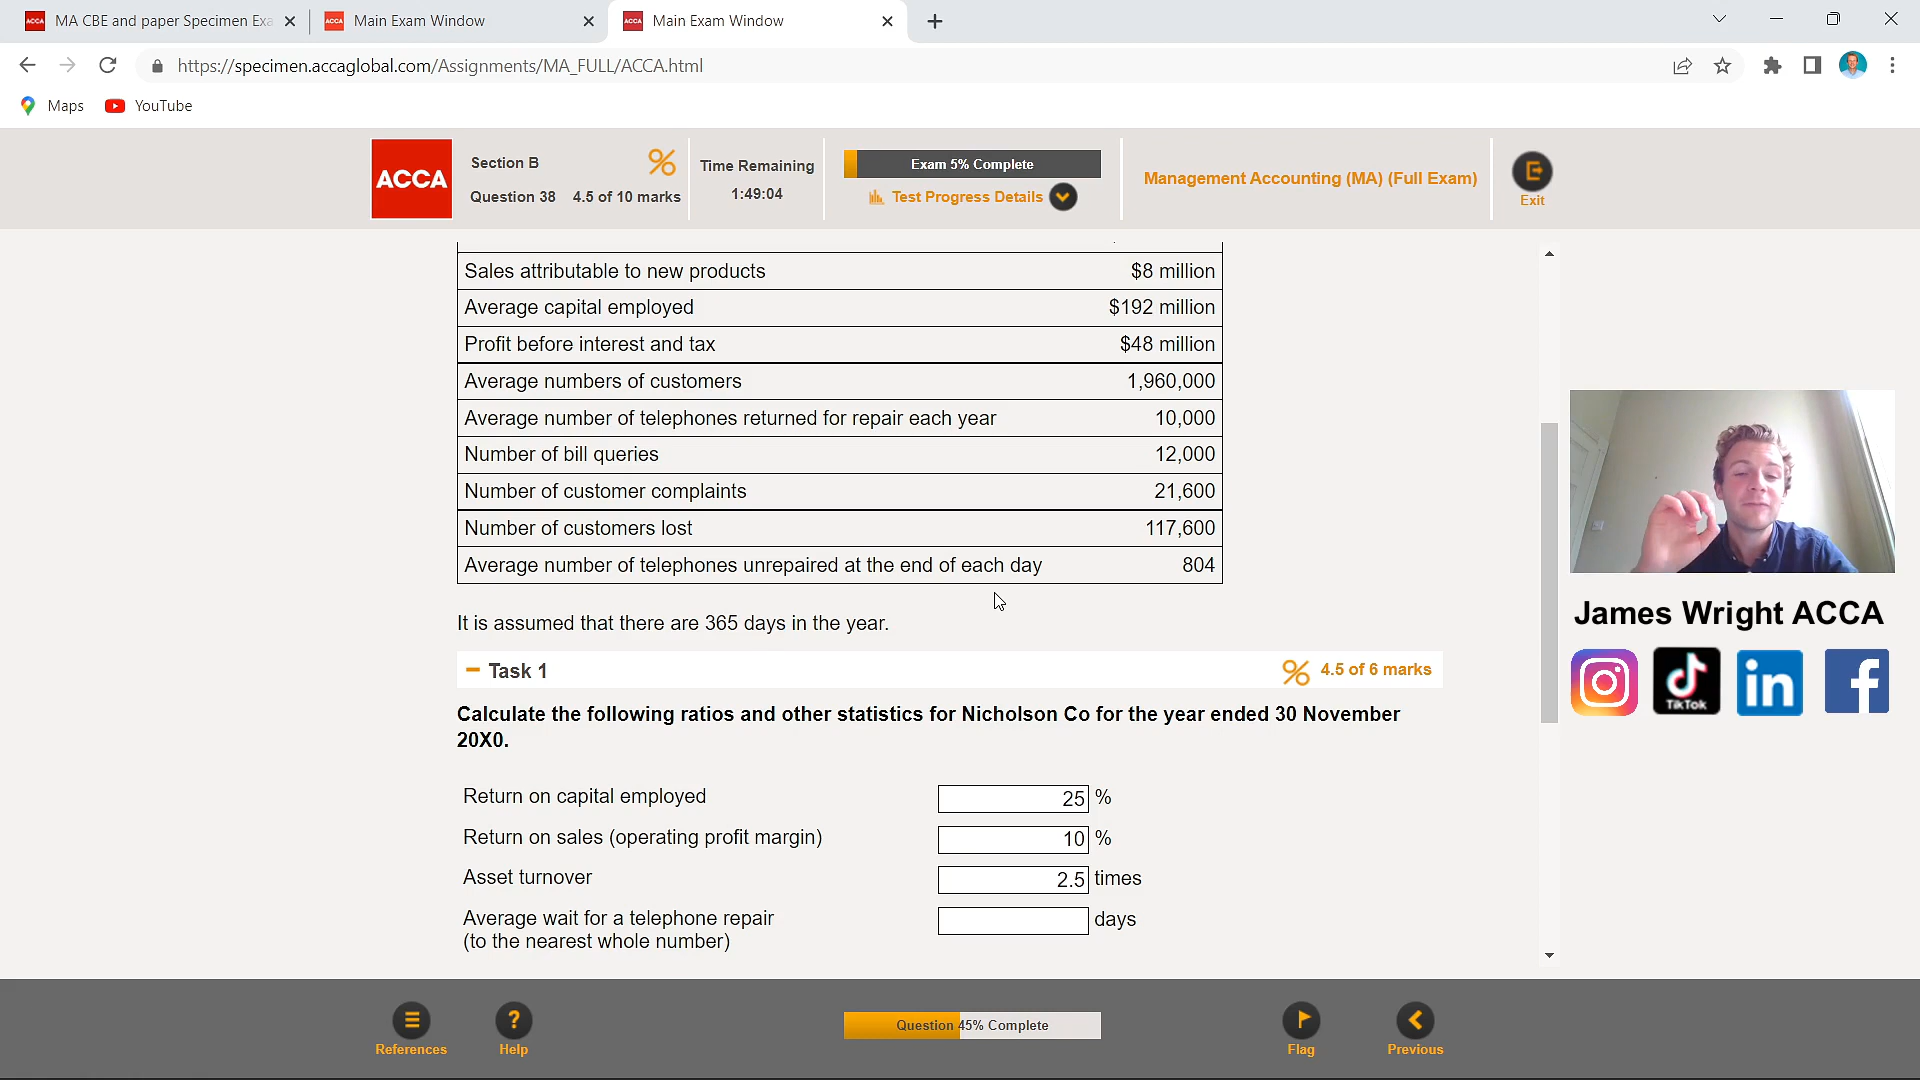 MA CBE and paper Specimen Exa
Main Exam Window
Main Exam Window
https://specimen.accaglobal.com/Assignments/MA_FULL/ACCA.html
Maps
YouTube
ACCA
Section B
Question 38 4.5 of 10 marks
Time Remaining
1:49:04
Exam 5% Complete
Test Progress Details
Management Accounting (MA) (Full Exam)
Exit
Sales attributable to new products $8 million
Average capital employed $192 million
Profit before interest and tax $48 million
Average numbers of customers 1,960,000
Average number of telephones returned for repair each year 10,000
Number of bill queries 12,000
Number of customer complaints 21,600
Number of customers lost 117,600
Average number of telephones unrepaired at the end of each day 804
It is assumed that there are 365 days in the year.
Task 1
4.5 of 6 marks
Calculate the following ratios and other statistics for Nicholson Co for the year ended 30 November
20X0.
Return on capital employed 25 %
Return on sales (operating profit margin) 10 %
Asset turnover 2.5 times
Average wait for a telephone repair days
(to the nearest whole number)
James Wright ACCA
TikTok
in
References
Help
Question 45% Complete
Flag
Previous